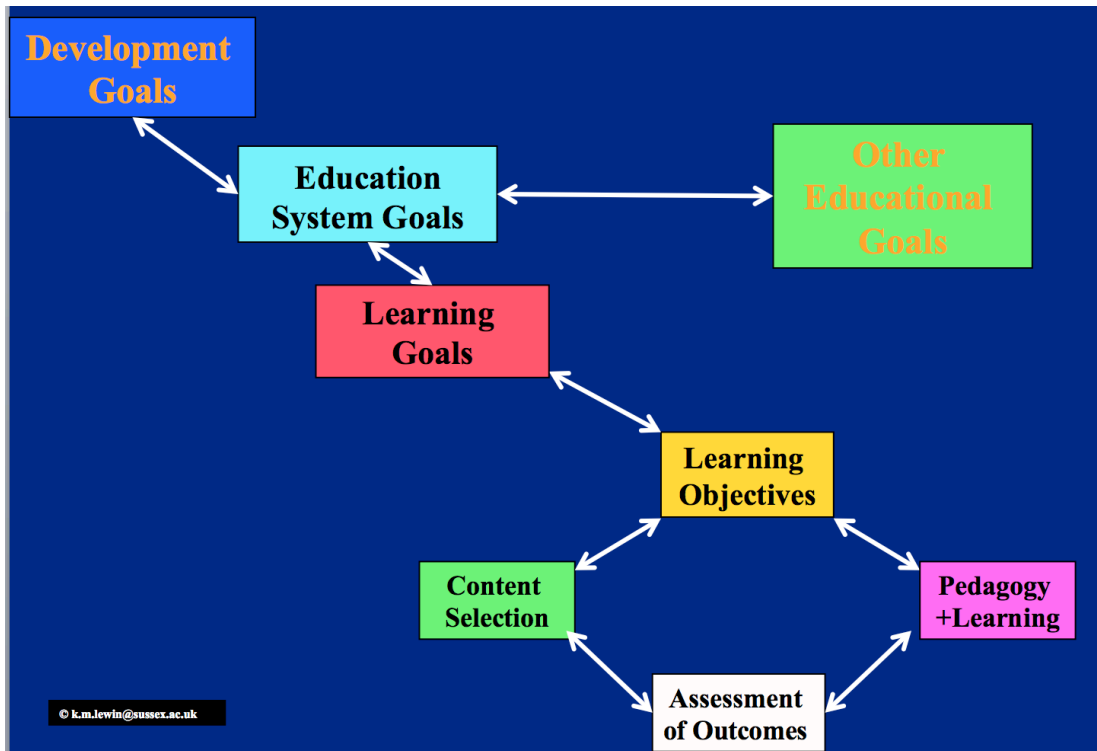 Development
Goals
Education
System Goals
Other
Educational
Goals
Learning
Goals
Learning
Objectives
Content
Selection
Pedagogy
+Learning
Assessment
of Outcomes
© k.m.lewin@sussex.ac.uk